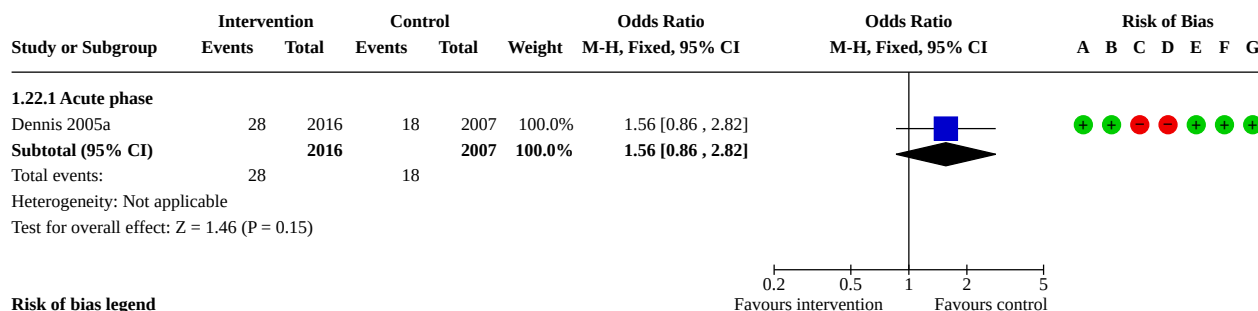 Intervention Control Odds Ratio Odds Ratio Risk of Bias
Study or Subgroup Events Total Events Total Weight M-H, Fixed, 95% CI M-H, Fixed, 95% CI A B C D E F G
1.22.1 Acute phase
Dennis 2005a 28 2016 18 2007 100.0% 1.56 [0.86 , 2.82] + + − − + + +
Subtotal (95% CI) 2016 2007 100.0% 1.56 [0.86 , 2.82]
Total events: 28 18
Heterogeneity: Not applicable
Test for overall effect: Z = 1.46 (P = 0.15)
0.2 0.5 1 2 5
Favours intervention Favours control
Risk of bias legend